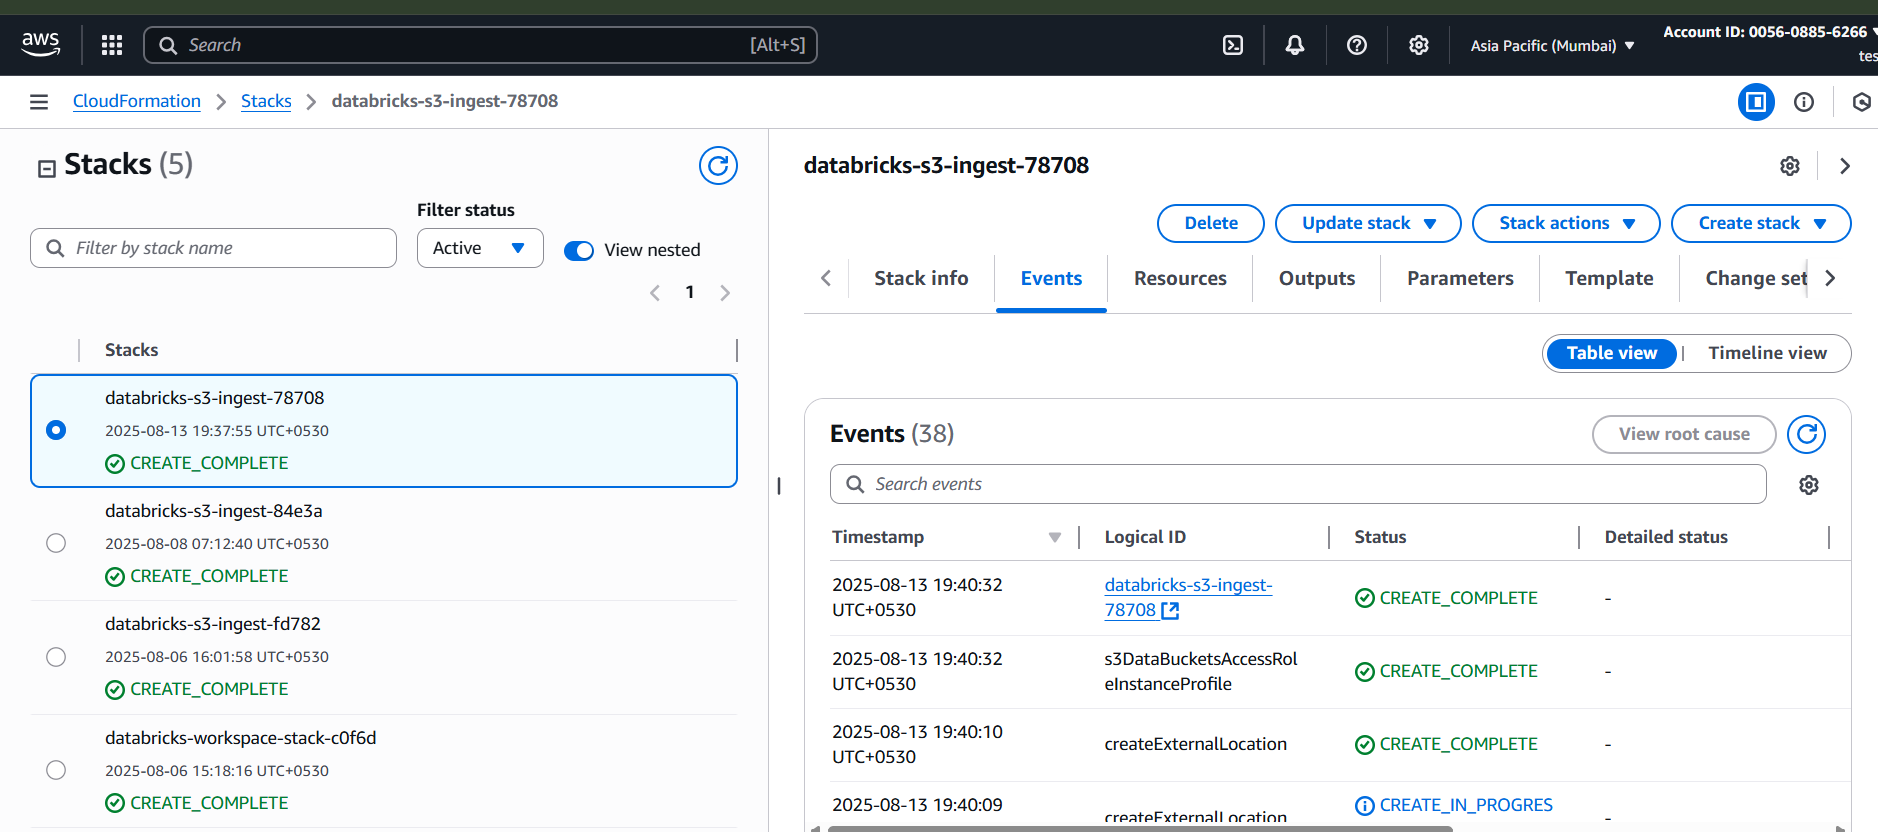 aws
Search
[Alt+S]
Asia Pacific (Mumbai)
Account ID: 0056-0885-6266
tes
CloudFormation
Stacks
databricks-s3-ingest-78708
Stacks (5)
Filter status
Filter by stack name
Active
View nested
1
Stacks
databricks-s3-ingest-78708
2025-08-13 19:37:55 UTC+0530
CREATE_COMPLETE
databricks-s3-ingest-84e3a
2025-08-08 07:12:40 UTC+0530
CREATE_COMPLETE
databricks-s3-ingest-fd782
2025-08-06 16:01:58 UTC+0530
CREATE_COMPLETE
databricks-workspace-stack-c0f6d
2025-08-06 15:18:16 UTC+0530
CREATE_COMPLETE
databricks-s3-ingest-78708
Delete
Update stack
Stack actions
Create stack
Stack info
Events
Resources
Outputs
Parameters
Template
Change set
Table view
Timeline view
Events (38)
View root cause
Search events
Timestamp
Logical ID
Status
Detailed status
2025-08-13 19:40:32
UTC+0530
databricks-s3-ingest-
78708
CREATE_COMPLETE
-
2025-08-13 19:40:32
UTC+0530
s3DataBucketsAccessRol
eInstanceProfile
CREATE_COMPLETE
-
2025-08-13 19:40:10
UTC+0530
createExternalLocation
CREATE_COMPLETE
-
2025-08-13 19:40:09
createExternalLocation
CREATE_IN_PROGRES
-